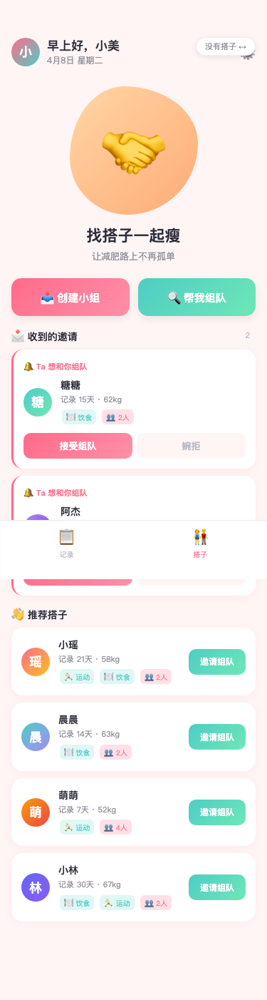 小
早上好，小美
4月8日 星期二
没有搭子 ↔
找搭子一起瘦
让减肥路上不再孤单
创建小组
帮我组队
收到的邀请
2
Ta 想和你组队
糖
糖糖
记录 15天 · 62kg
饮食
2人
接受组队
婉拒
Ta 想和你组队
阿杰
记录
搭子
推荐搭子
瑶
小瑶
记录 21天 · 58kg
运动
饮食
2人
邀请组队
晨
晨晨
记录 14天 · 63kg
饮食
2人
邀请组队
萌
萌萌
记录 7天 · 52kg
运动
4人
邀请组队
林
小林
记录 30天 · 67kg
饮食
运动
2人
邀请组队